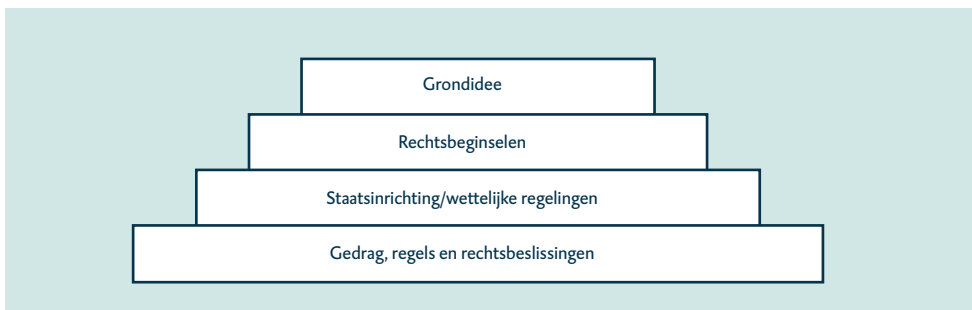 Grondidee
Rechtsbeginselen
Staatsinrichting/wettelijke regelingen
Gedrag, regels en rechtsbeslissingen